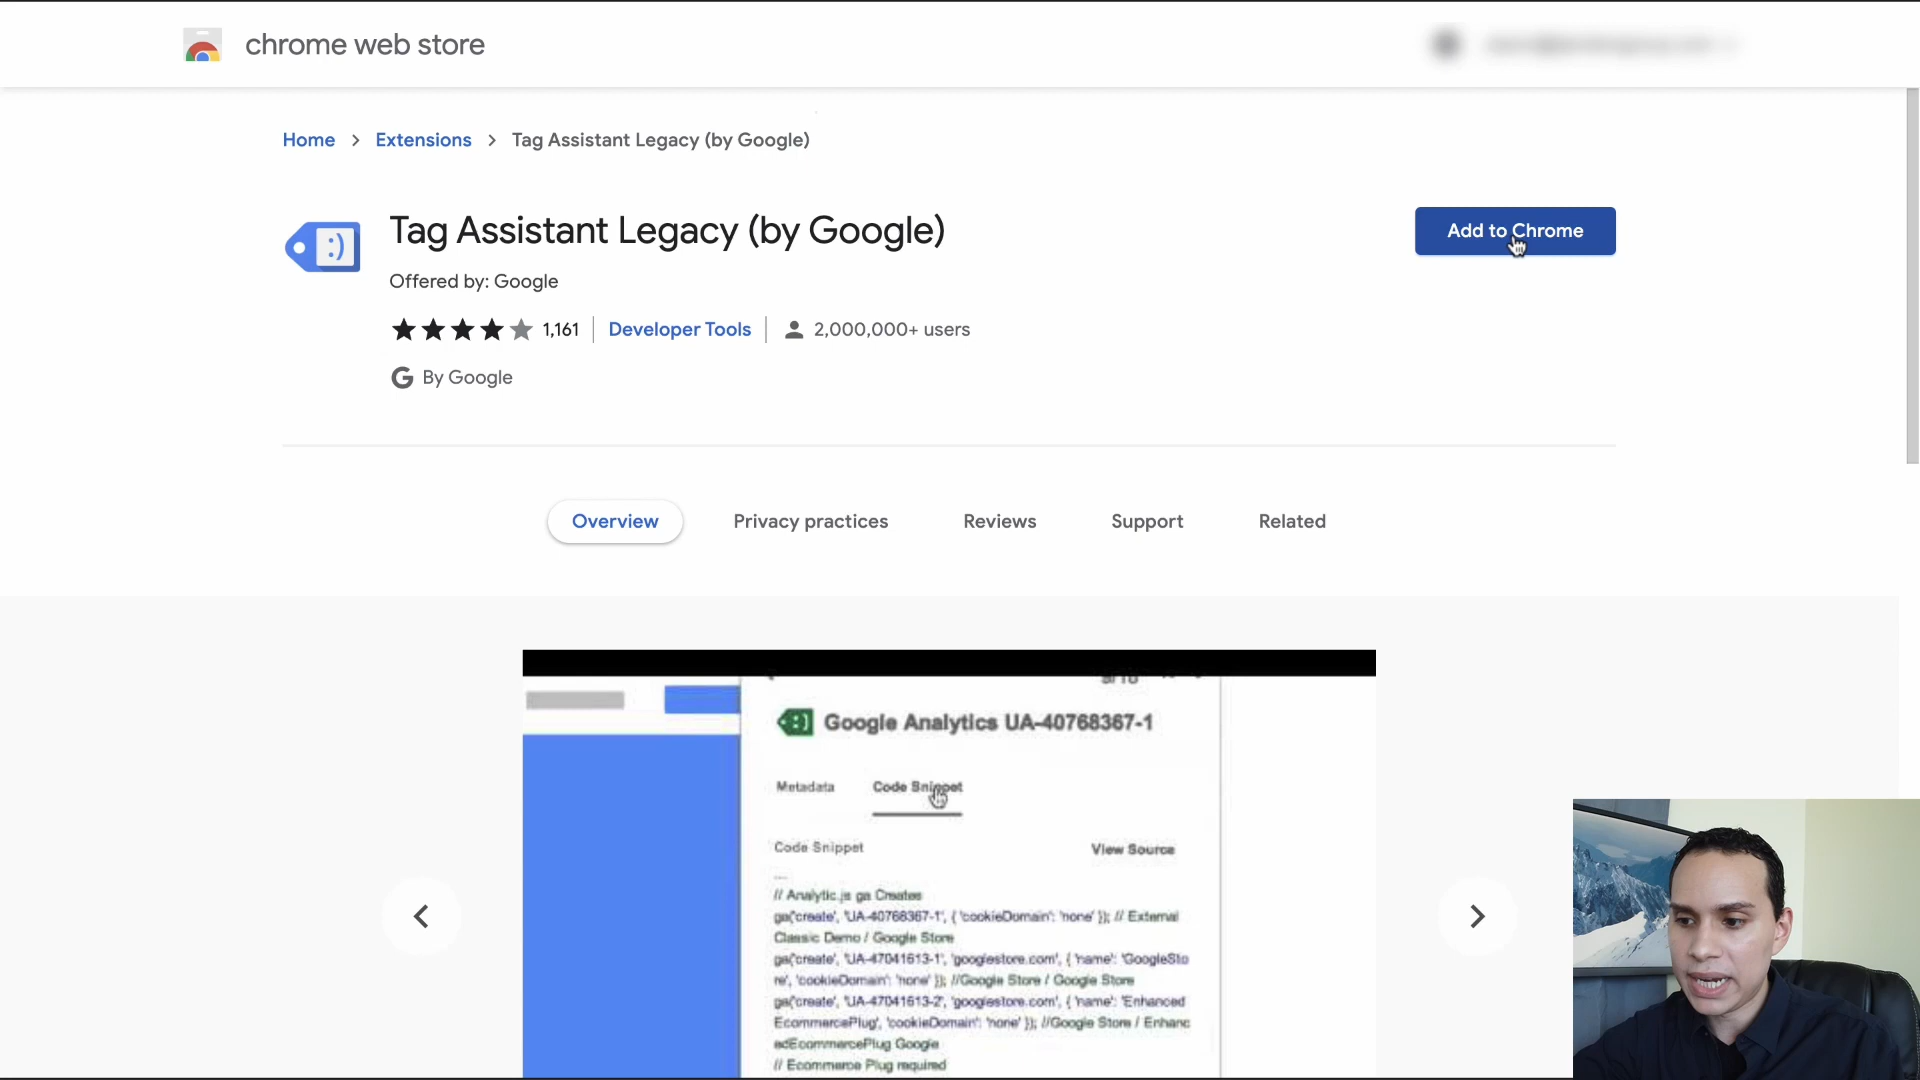 chrome web store
Home > Extensions > Tag Assistant Legacy (by Google)
Tag Assistant Legacy (by Google)
Add to Chrome
Offered by: Google
1,161
Developer Tools
2,000,000+ users
By Google
Overview
Privacy practices
Reviews
Support
Related
Google Analytics UA-40768367-1
Metadata
Code Snippet
Code Snippet
View Source
...
// Analytic.js ga Creates
ga('create', 'UA-40768367-1', { 'cookieDomain': 'none' }); // External
Classic Demo / Google Store
ga('create', 'UA-47041613-1', 'googlestore.com', { 'name': 'GoogleSto
re', 'cookieDomain': 'none' }); //Google Store / Google Store
ga('create', 'UA-47041613-2', 'googlestore.com', { 'name': 'Enhanced
EcommercePlug', 'cookieDomain': 'none' }); //Google Store / Enhanc
edEcommercePlug Google
// Ecommerce Plug required